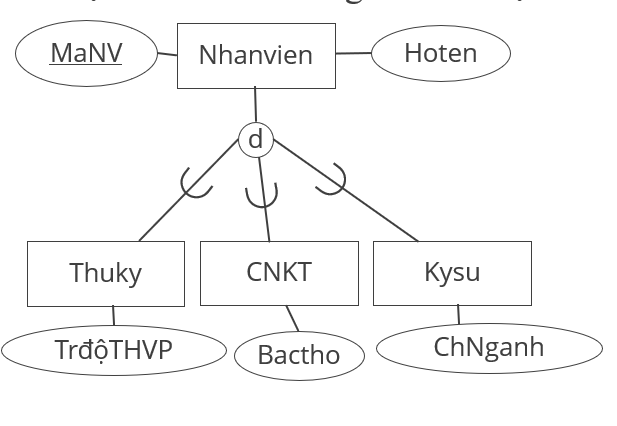 MaNV
Nhanvien
Hoten
d
Thuky
CNKT
Kysu
TrđộTHVP
Bactho
ChNganh